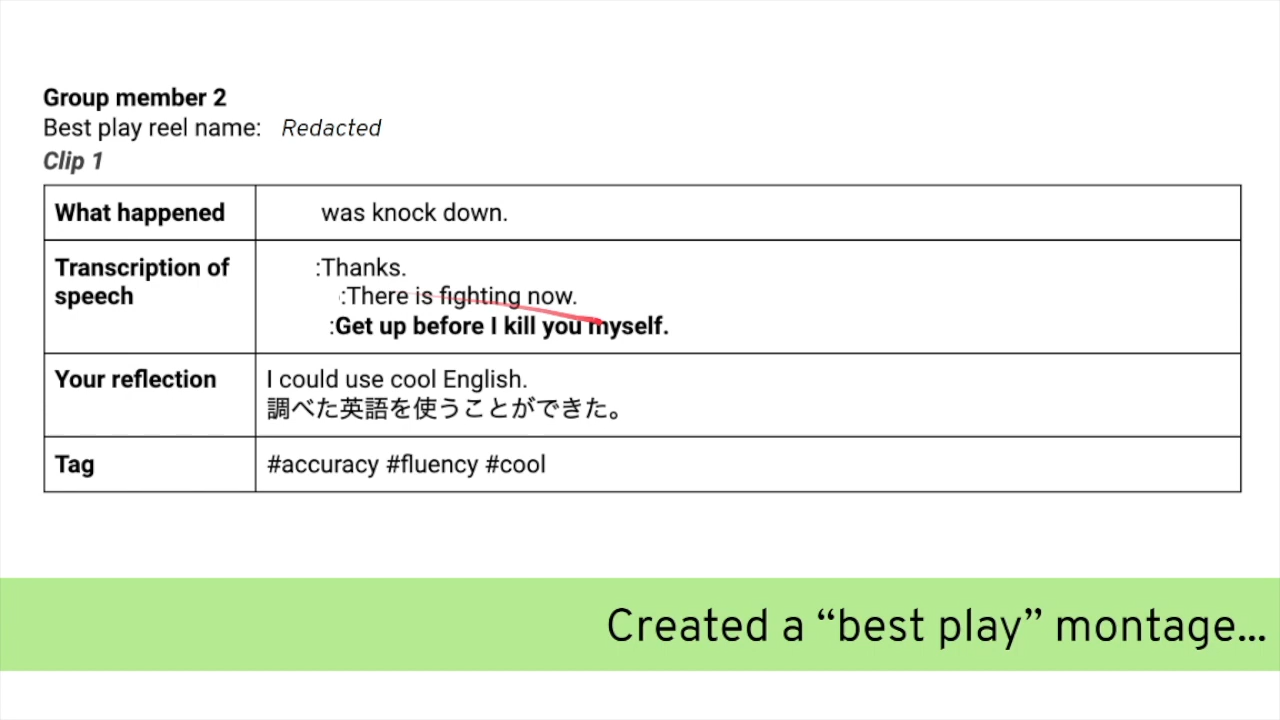 Group member 2
Best play reel name: Redacted
Clip 1
What happened
was knock down.
Transcription of speech
:Thanks.
:There is fighting now.
:Get up before I kill you myself.
Your reflection
I could use cool English.
調べた英語を使うことができた。
Tag
#accuracy #fluency #cool
Created a “best play” montage...